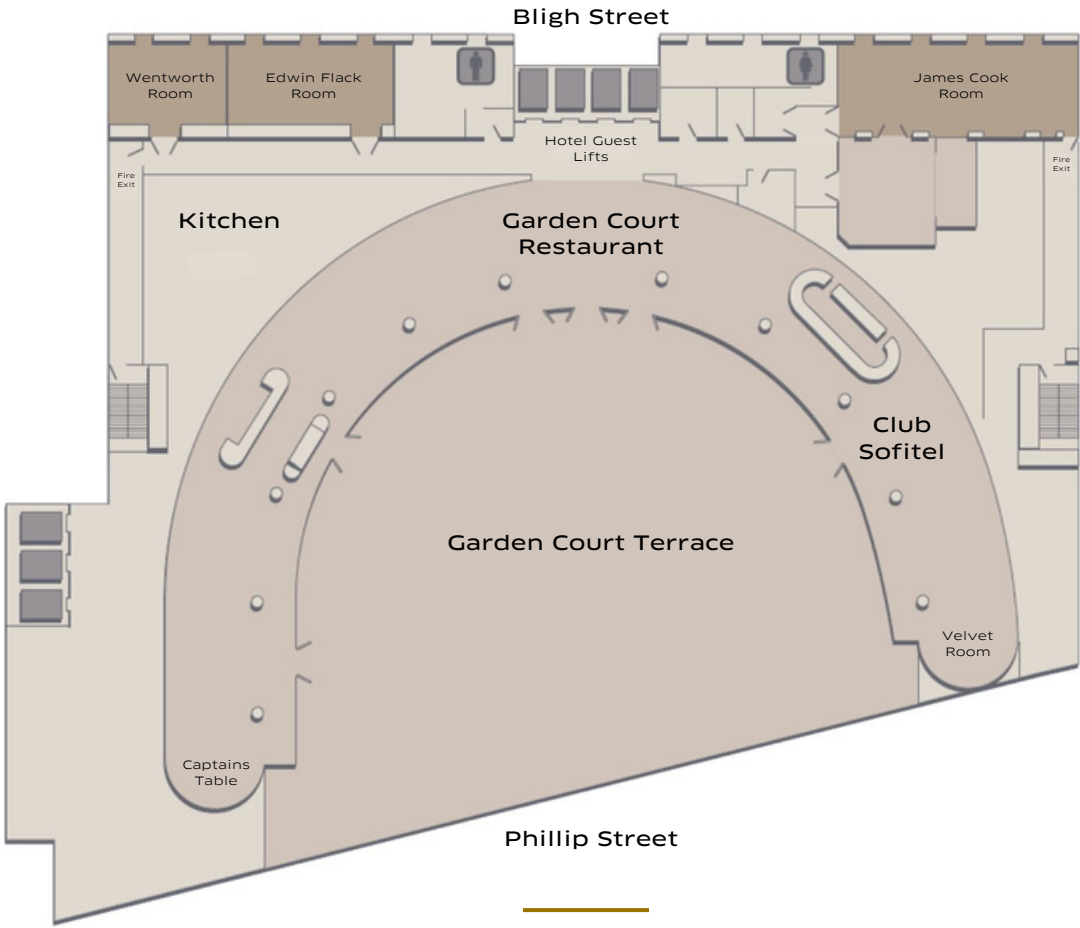 Bligh Street
Wentworth
Room
Edwin Flack
Room
James Cook
Room
Hotel Guest
Lifts
Fire
Exit
Fire
Exit
Kitchen
Garden Court
Restaurant
Club
Sofitel
Garden Court Terrace
Velvet
Room
Captains
Table
Phillip Street